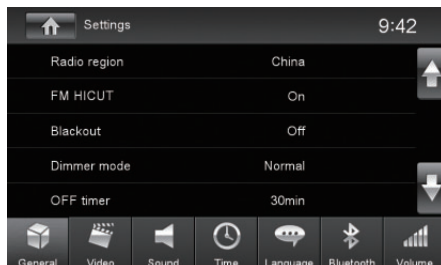 Settings 9:42
Radio region China
FM HICUT On
Blackout Off
Dimmer mode Normal
OFF timer 30min
General Video Sound Time Language Bluetooth Volume